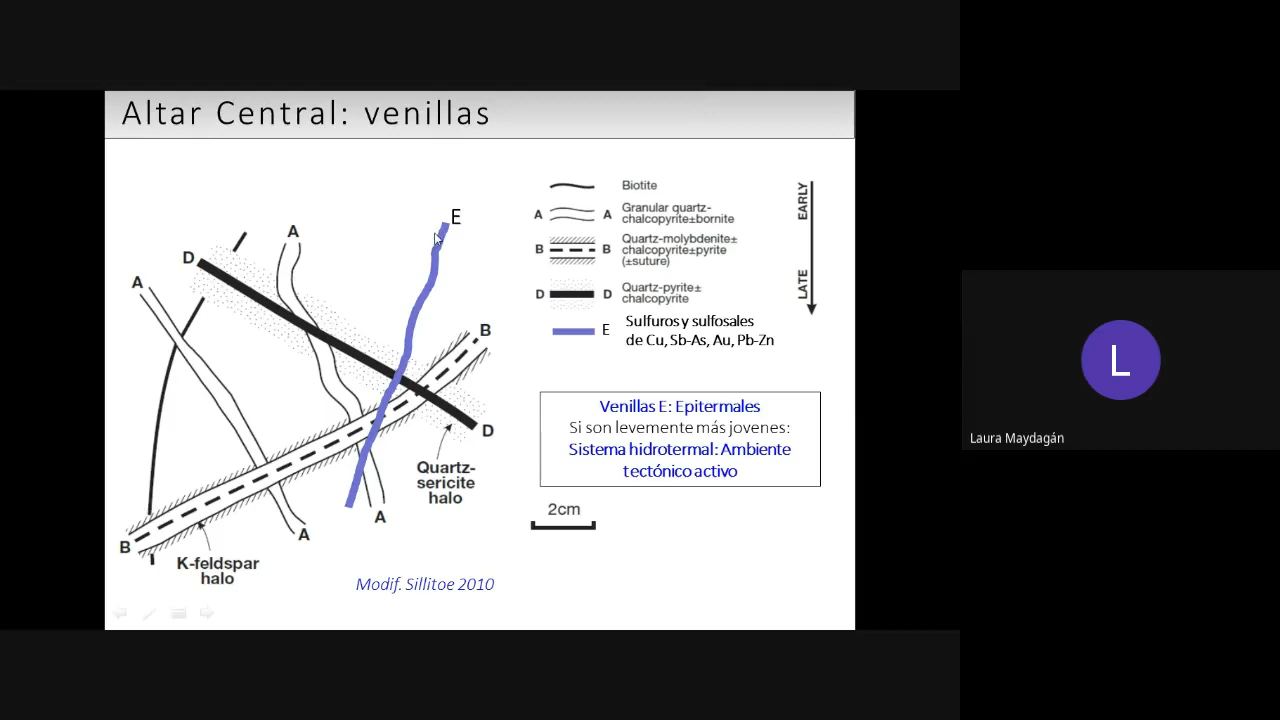 Altar Central: venillas
E
A
D
A
B
D
A
A
B
Quartz-
sericite
halo
K-feldspar
halo
Modif. Sillitoe 2010
Biotite
A A Granular quartz-
chalcopyrite±bornite
B B Quartz-molybdenite±
chalcopyrite±pyrite
(±suture)
D D Quartz-pyrite±
chalcopyrite
E Sulfuros y sulfosales
de Cu, Sb-As, Au, Pb-Zn
EARLY
LATE
Venillas E: Epitermales
Si son levemente más jovenes:
Sistema hidrotermal: Ambiente
tectónico activo
2cm
L
Laura Maydagán